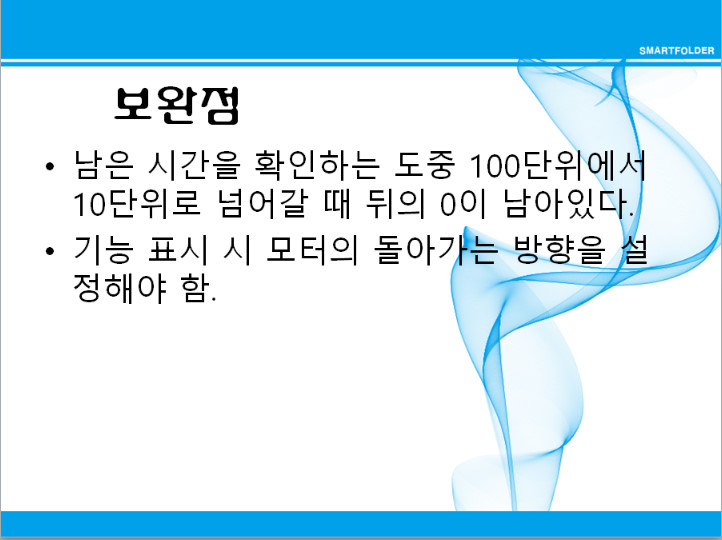 SMARTFOLDER
보완점
• 남은 시간을 확인하는 도중 100단위에서
10단위로 넘어갈 때 뒤의 0이 남아있다.
• 기능 표시 시 모터의 돌아가는 방향을 설
정해야 함.